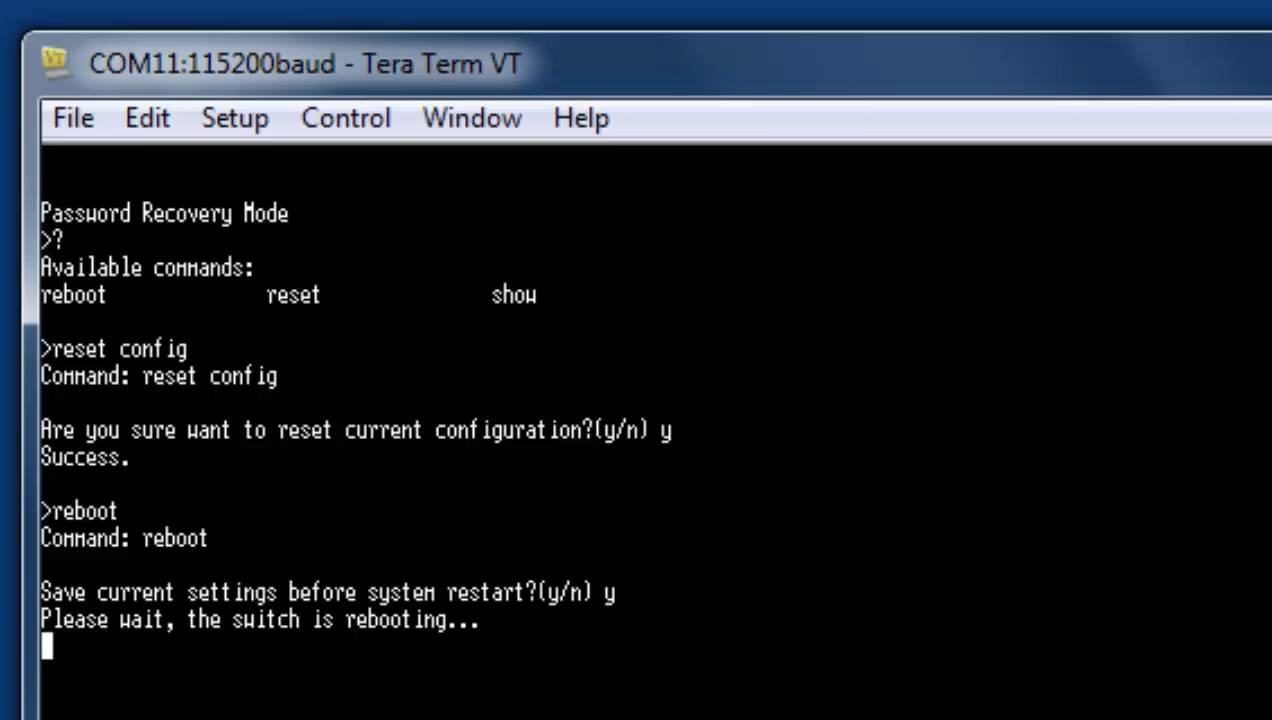 COM11:115200baud - Tera Term VT
File Edit Setup Control Window Help
Password Recovery Mode
>?
Available commands:
reboot reset show
>reset config
Command: reset config
Are you sure want to reset current configuration?(y/n) y
Success.
>reboot
Command: reboot
Save current settings before system restart?(y/n) y
Please wait, the switch is rebooting...